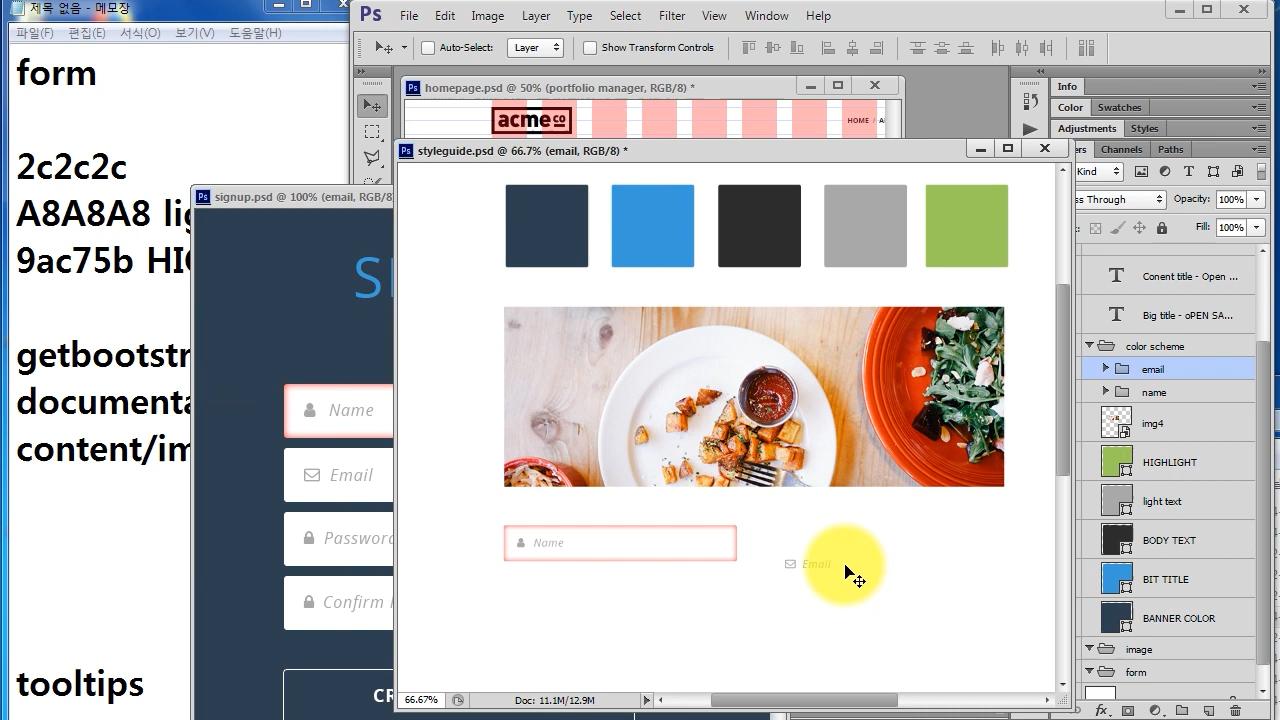 제목 없음 - 메모장
파일(F) 편집(E) 서식(O) 보기(V) 도움말(H)
form
2c2c2c
A8A8A8
9ac75b
getbootstr
documenta
content/im
tooltips
Ps File Edit Image Layer Type Select Filter View Window Help
Auto-Select: Layer Show Transform Controls
Ps homepage.psd @ 50% (portfolio manager, RGB/8) *
acme co
HOME /
Ps signup.psd @ 100% (email, RGB/8
Name
Email
Password
Confirm
CR
Ps styleguide.psd @ 66.7% (email, RGB/8) *
Name
Email
66.67% Doc: 11.1M/12.9M
Info
Color Swatches
Adjustments Styles
Channels Paths
Kind
Opacity: 100%
Fill: 100%
Conent title - Open ...
Big title - oPEN SA...
color scheme
email
name
img4
HIGHLIGHT
light text
BODY TEXT
BIT TITLE
BANNER COLOR
image
form
fx